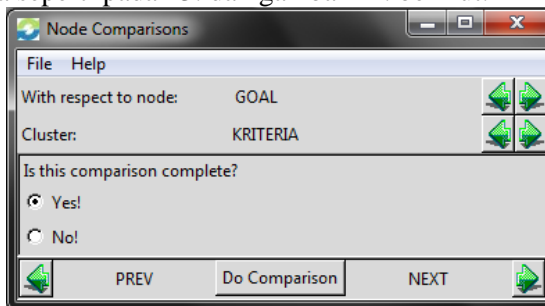 Node Comparisons
File Help
With respect to node: GOAL
Cluster: KRITERIA
Is this comparison complete?
Yes!
No!
PREV Do Comparison NEXT